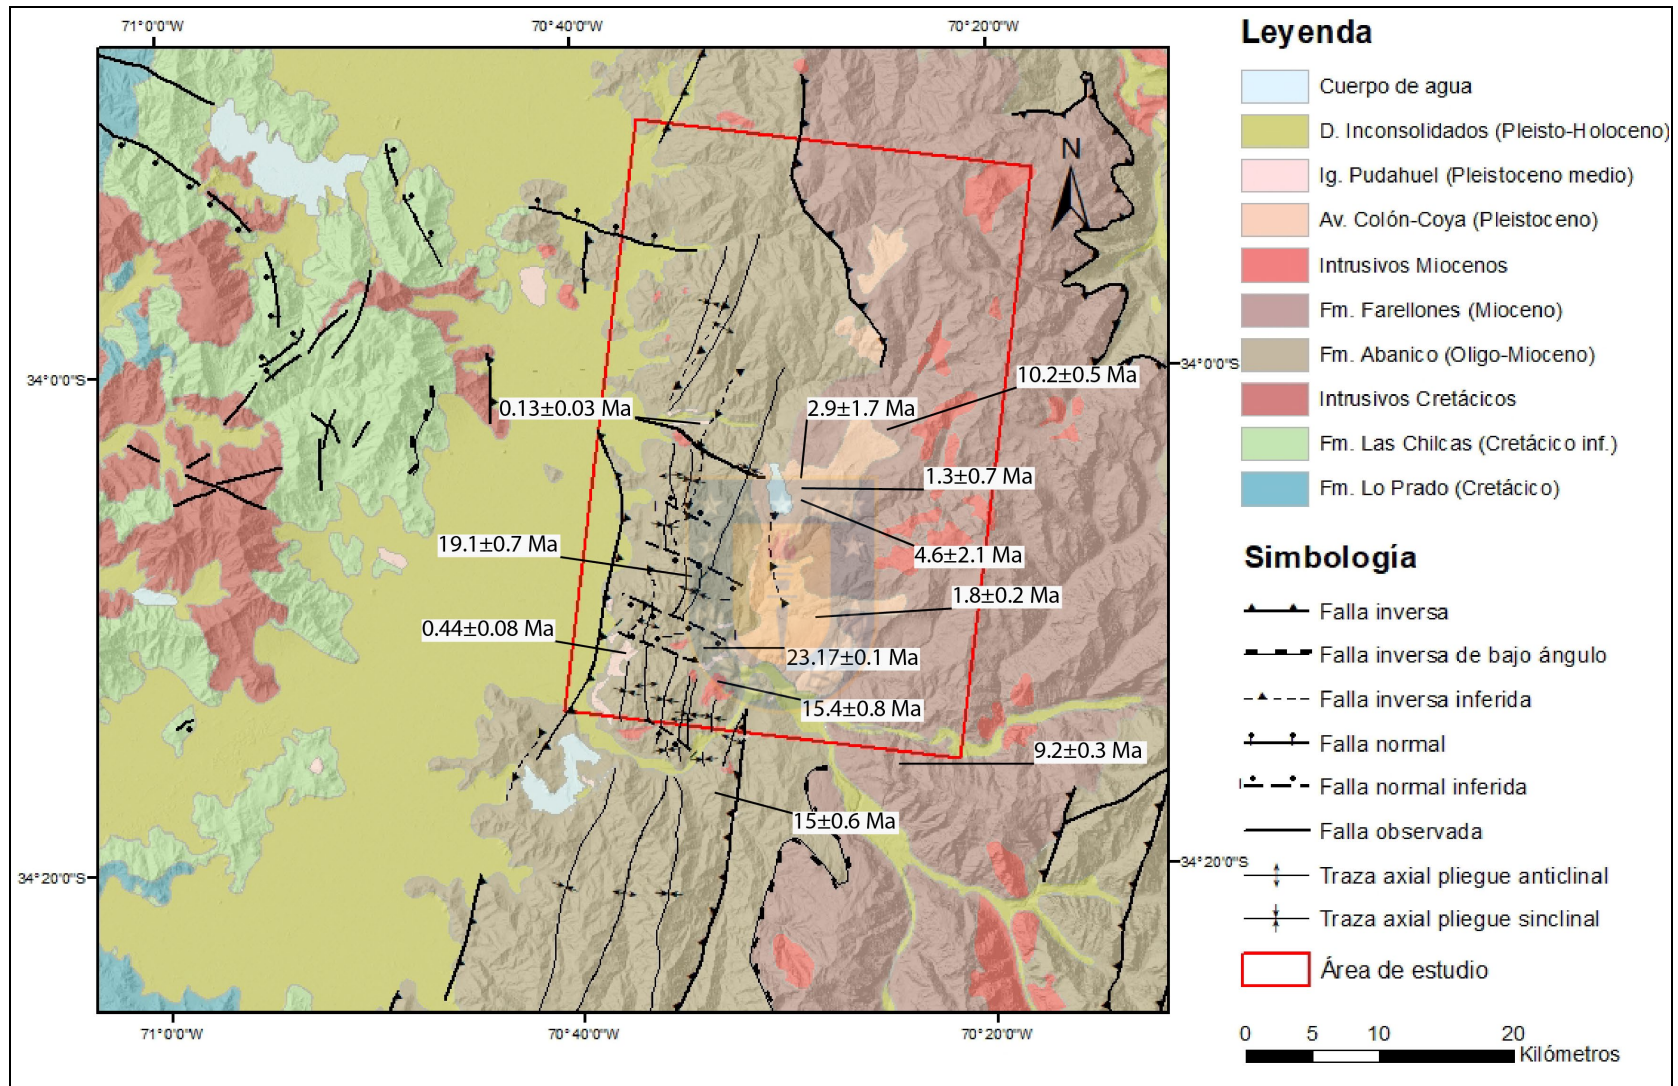 71°0'0"W
70°40'0"W
70°20'0"W
34°0'0"S
34°0'0"S
34°20'0"S
34°20'0"S
71°0'0"W
70°40'0"W
70°20'0"W
N
10.2±0.5 Ma
0.13±0.03 Ma
2.9±1.7 Ma
1.3±0.7 Ma
19.1±0.7 Ma
4.6±2.1 Ma
1.8±0.2 Ma
0.44±0.08 Ma
23.17±0.1 Ma
15.4±0.8 Ma
9.2±0.3 Ma
15±0.6 Ma
Leyenda
Cuerpo de agua
D. Inconsolidados (Pleisto-Holoceno)
Ig. Pudahuel (Pleistoceno medio)
Av. Colón-Coya (Pleistoceno)
Intrusivos Miocenos
Fm. Farellones (Mioceno)
Fm. Abanico (Oligo-Mioceno)
Intrusivos Cretácicos
Fm. Las Chilcas (Cretácico inf.)
Fm. Lo Prado (Cretácico)
Simbología
Falla inversa
Falla inversa de bajo ángulo
Falla inversa inferida
Falla normal
Falla normal inferida
Falla observada
Traza axial pliegue anticlinal
Traza axial pliegue sinclinal
Área de estudio
0 5 10 20
Kilómetros